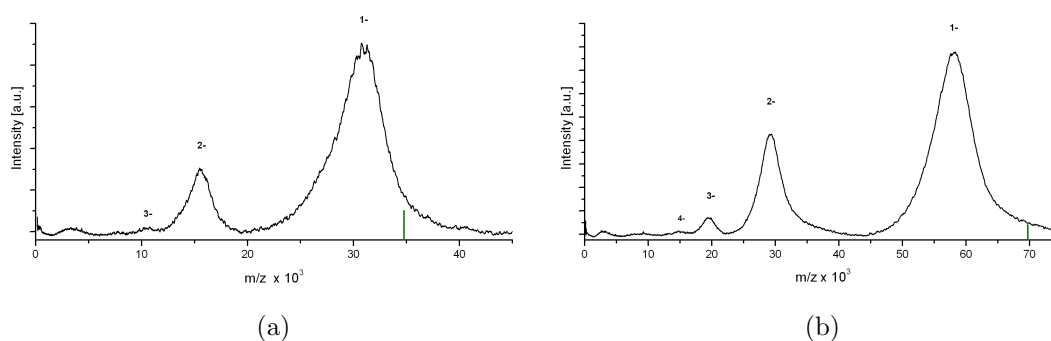 1-
2-
3-
Intensity [a.u.]
0 10 20 30 40
m/z x 10³
(a)
1-
2-
3-
4-
Intensity [a.u.]
0 10 20 30 40 50 60 70
m/z x 10³
(b)